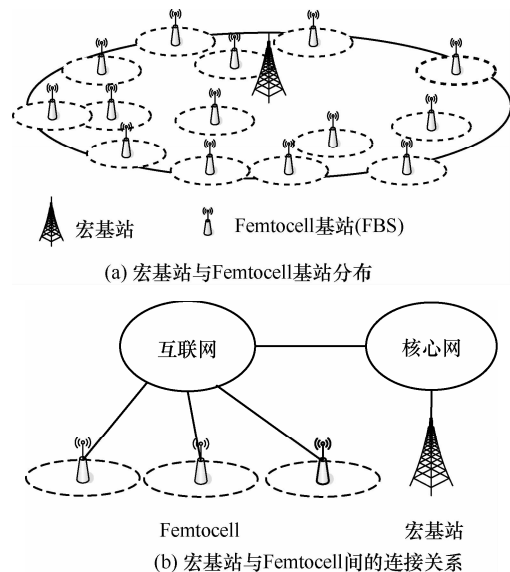 宏基站
Femtocell基站(FBS)
(a) 宏基站与Femtocell基站分布
互联网
核心网
Femtocell
宏基站
(b) 宏基站与Femtocell间的连接关系